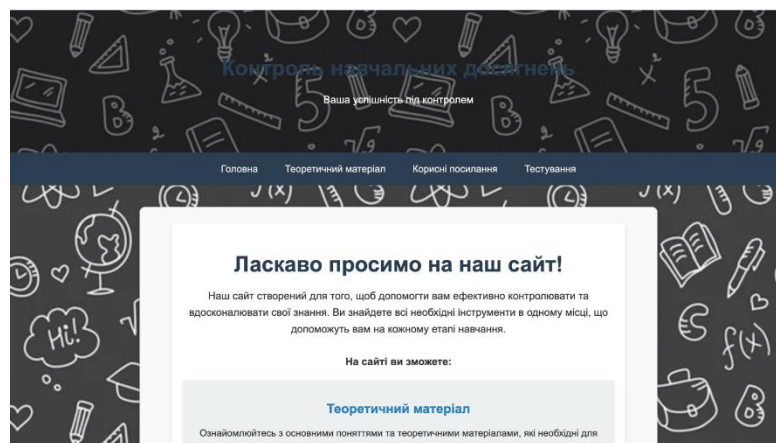 Контроль навчальних досягнень
Ваша успішність під контролем
Головна Теоретичний матеріал Корисні посилання Тестування
Ласкаво просимо на наш сайт!
Наш сайт створений для того, щоб допомогти вам ефективно контролювати та
вдосконалювати свої знання. Ви знайдете всі необхідні інструменти в одному місці, що
допоможуть вам на кожному етапі навчання.
На сайті ви зможете:
Hi!
f(x)
Теоретичний матеріал
Ознайомлюйтесь з основними поняттями та теоретичними матеріалами, які необхідні для